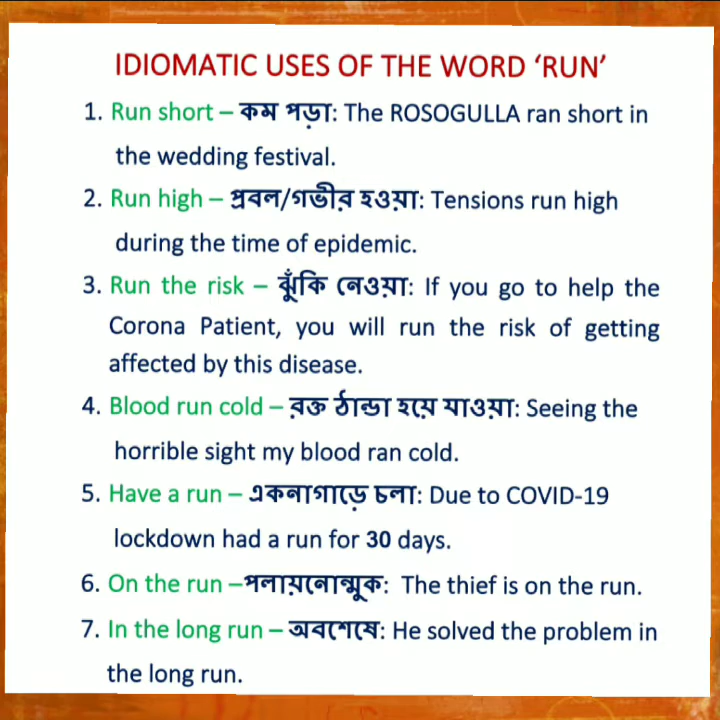 IDIOMATIC USES OF THE WORD ‘RUN’
1. Run short – কম পড়া: The ROSOGULLA ran short in
the wedding festival.
2. Run high – প্রবল/গভীর হওয়া: Tensions run high
during the time of epidemic.
3. Run the risk – ঝুঁকি নেওয়া: If you go to help the
Corona Patient, you will run the risk of getting
affected by this disease.
4. Blood run cold – রক্ত ঠান্ডা হয়ে যাওয়া: Seeing the
horrible sight my blood ran cold.
5. Have a run – একনাগাড়ে চলা: Due to COVID-19
lockdown had a run for 30 days.
6. On the run –পলায়নোন্মুক: The thief is on the run.
7. In the long run – অবশেষে: He solved the problem in
the long run.